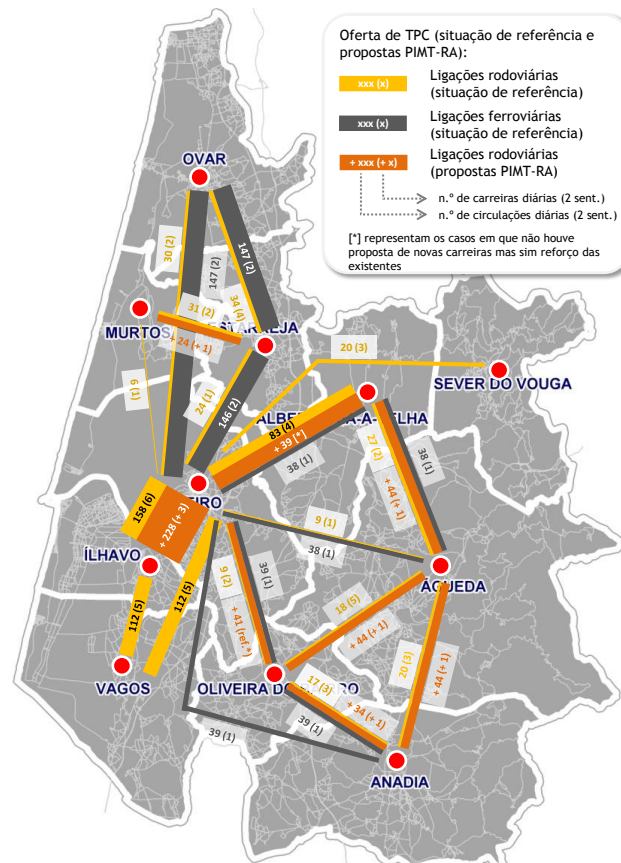 Oferta de TPC (situação de referência e
propostas PIMT-RA):
xxx (x)
Ligações rodoviárias
(situação de referência)
xxx (x)
Ligações ferroviárias
(situação de referência)
+ xxx (+ x)
Ligações rodoviárias
(propostas PIMT-RA)
n.º de carreiras diárias (2 sent.)
n.º de circulações diárias (2 sent.)
[*] representam os casos em que não houve
proposta de novas carreiras mas sim reforço das
existentes
OVAR
30 (2)
147 (2)
147 (2)
34 (4)
31 (2)
MURTOS
ESTARREJA
+ 24 (+ 1)
20 (3)
SEVER DO VOUGA
6 (1)
24 (1)
146 (2)
83 (4)
+ 39 [*]
38 (1)
27 (2)
38 (1)
+ 44 (+ 1)
158 (6)
+ 228 (+ 3)
9 (1)
38 (1)
ÍLHAVO
ÁGUEDA
112 (5)
112 (5)
9 (2)
39 (1)
+ 41 (ref.*)
18 (5)
+ 44 (+ 1)
20 (3)
+ 44 (+ 1)
VAGOS
OLIVEIRA DO BAIRRO
17 (3)
+ 34 (+ 1)
39 (1)
39 (1)
ANADIA